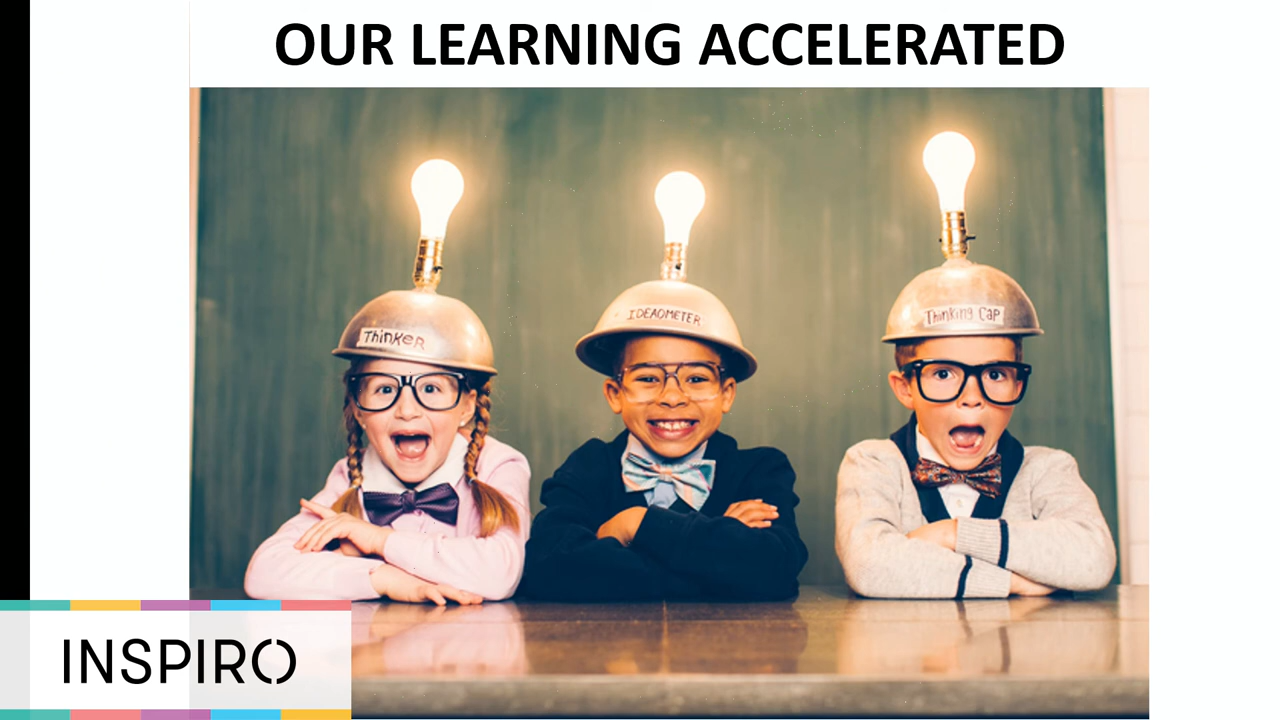 OUR LEARNING ACCELERATED
Thinker
IDEAOMETER
Thinking Cap
INSPIRO